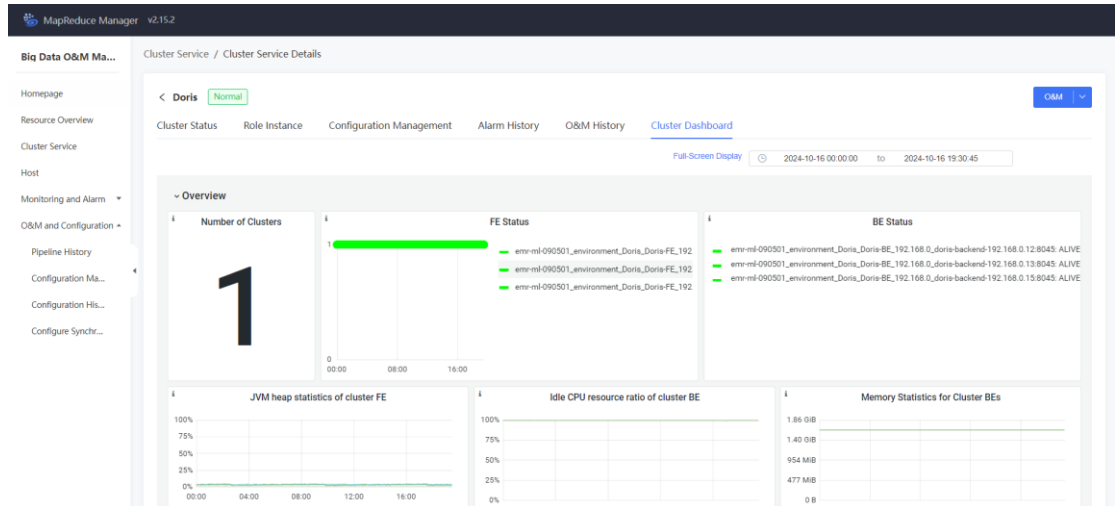 MapReduce Manager v2.15.2
Big Data O&M Ma...
Homepage
Resource Overview
Cluster Service
Host
Monitoring and Alarm
O&M and Configuration
Pipeline History
Configuration Ma...
Configuration His...
Configure Synchr...
Cluster Service / Cluster Service Details
Doris Normal
O&M
Cluster Status Role Instance Configuration Management Alarm History O&M History Cluster Dashboard
Full-Screen Display 2024-10-16 00:00:00 to 2024-10-16 19:30:45
Overview
Number of Clusters
1
FE Status
1
0
00:00 08:00 16:00
emr-ml-090501_environment_Doris_Doris-FE_192
emr-ml-090501_environment_Doris_Doris-FE_192
emr-ml-090501_environment_Doris_Doris-FE_192
BE Status
emr-ml-090501_environment_Doris_Doris-BE_192.168.0_doris-backend-192.168.0.12:8045: ALIVE
emr-ml-090501_environment_Doris_Doris-BE_192.168.0_doris-backend-192.168.0.13:8045: ALIVE
emr-ml-090501_environment_Doris_Doris-BE_192.168.0_doris-backend-192.168.0.15:8045: ALIVE
JVM heap statistics of cluster FE
100%
75%
50%
25%
0%
00:00 04:00 08:00 12:00 16:00
Idle CPU resource ratio of cluster BE
100%
75%
50%
25%
0%
Memory Statistics for Cluster BEs
1.86 GiB
1.40 GiB
954 MiB
477 MiB
0 B